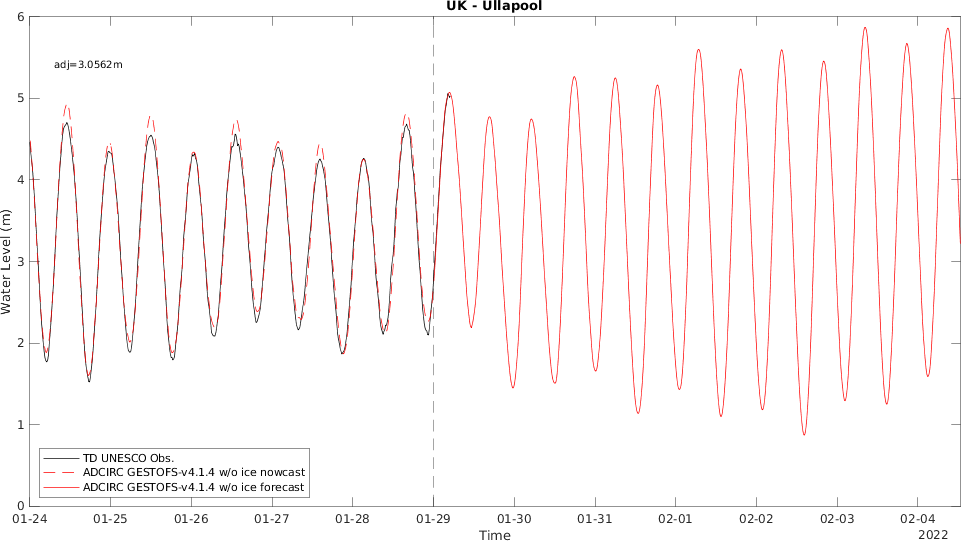 UK - Ullapool
adj=3.0562m
6
5
4
3
2
1
0
Water Level (m)
TD UNESCO Obs.
ADCIRC GESTOFS-v4.1.4 w/o ice nowcast
ADCIRC GESTOFS-v4.1.4 w/o ice forecast
01-24 01-25 01-26 01-27 01-28 01-29 01-30 01-31 02-01 02-02 02-03 02-04
Time
2022